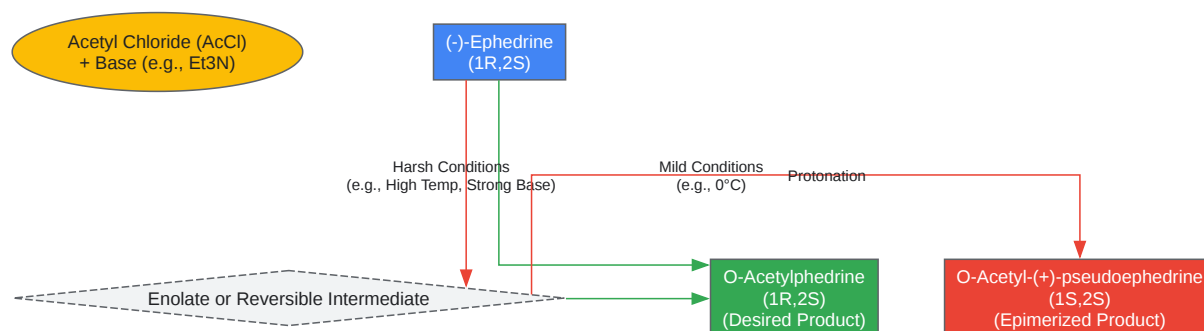 Acetyl Chloride (AcCl)
+ Base (e.g., Et3N)
(-)-Ephedrine
(1R,2S)
Harsh Conditions
(e.g., High Temp, Strong Base)
Mild Conditions
(e.g., 0°C)
Protonation
Enolate or Reversible Intermediate
O-Acetylphedrine
(1R,2S)
(Desired Product)
O-Acetyl-(+)-pseudoephedrine
(1S,2S)
(Epimerized Product)